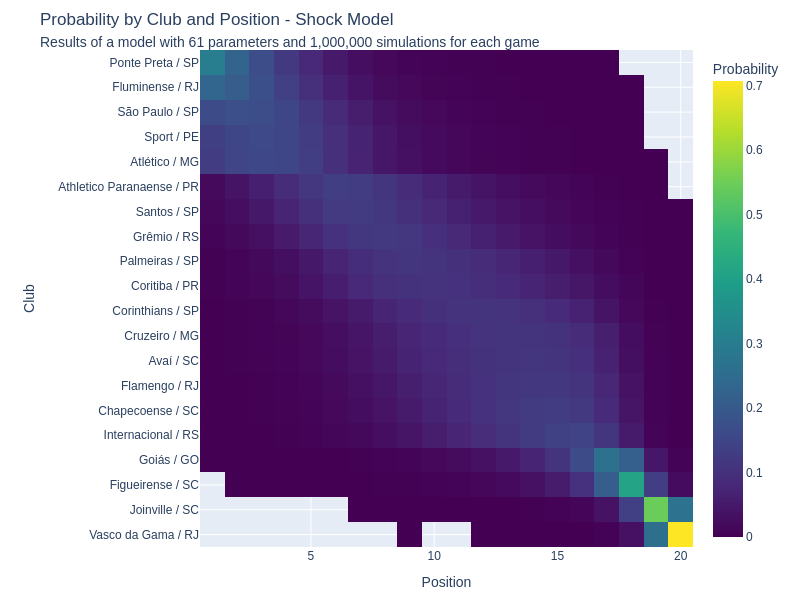 Probability by Club and Position - Shock Model
Results of a model with 61 parameters and 1,000,000 simulations for each game
Probability
Club
Ponte Preta / SP
Fluminense / RJ
São Paulo / SP
Sport / PE
Atlético / MG
Athletico Paranaense / PR
Santos / SP
Grêmio / RS
Palmeiras / SP
Coritiba / PR
Corinthians / SP
Cruzeiro / MG
Avaí / SC
Flamengo / RJ
Chapecoense / SC
Internacional / RS
Goiás / GO
Figueirense / SC
Joinville / SC
Vasco da Gama / RJ
0.7
0.6
0.5
0.4
0.3
0.2
0.1
0
5 10 15 20
Position